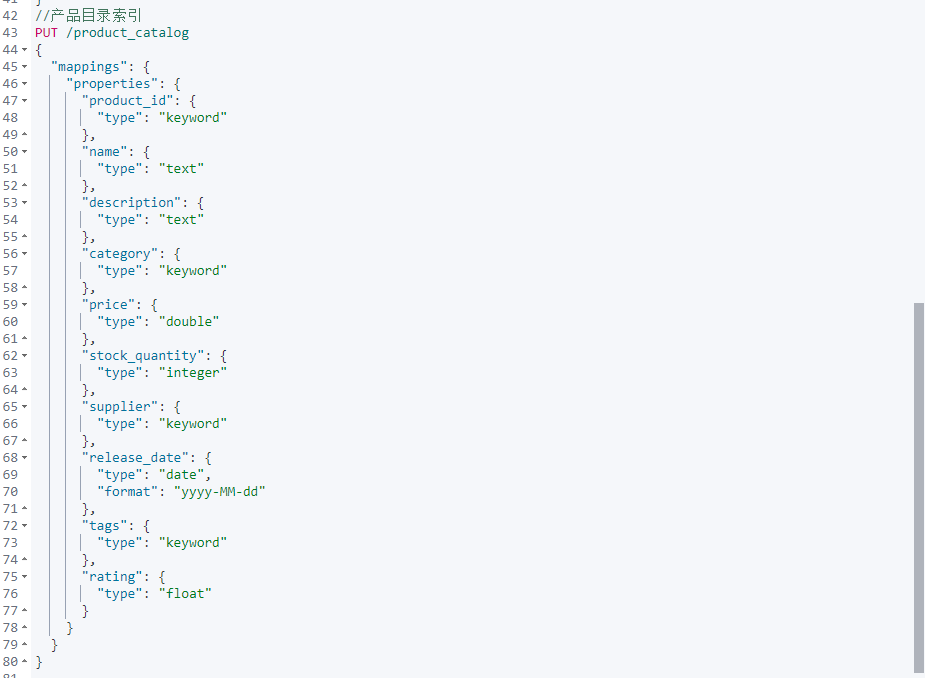 41 }
42 //产品目录索引
43 PUT /product_catalog
44 {
45 "mappings": {
46 "properties": {
47 "product_id": {
48 "type": "keyword"
49 },
50 "name": {
51 "type": "text"
52 },
53 "description": {
54 "type": "text"
55 },
56 "category": {
57 "type": "keyword"
58 },
59 "price": {
60 "type": "double"
61 },
62 "stock_quantity": {
63 "type": "integer"
64 },
65 "supplier": {
66 "type": "keyword"
67 },
68 "release_date": {
69 "type": "date",
70 "format": "yyyy-MM-dd"
71 },
72 "tags": {
73 "type": "keyword"
74 },
75 "rating": {
76 "type": "float"
77 }
78 }
79 }
80 }
81